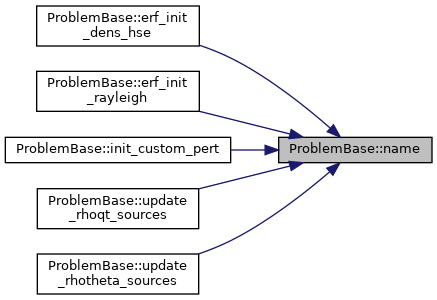 ProblemBase::erf_init
_dens_hse
ProblemBase::erf_init
_rayleigh
ProblemBase::init_custom_pert
ProblemBase::name
ProblemBase::update
_rhoqt_sources
ProblemBase::update
_rhotheta_sources